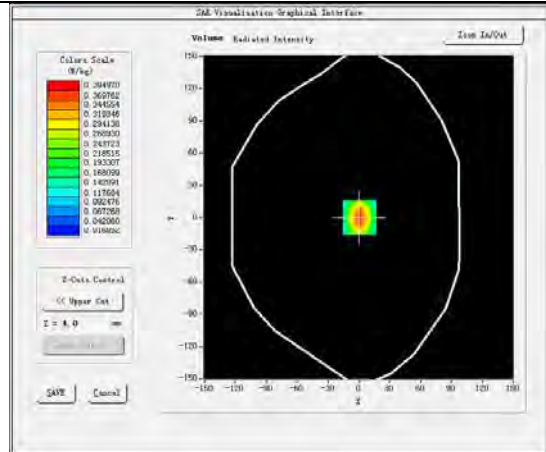 SAR Visualisation Graphical Interface
Volume Radiated Intensity
Zoom In/Out
Colors Scale
(W/kg)
0.394970
0.369762
0.344554
0.319346
0.294138
0.268930
0.243723
0.218515
0.193307
0.168099
0.142891
0.117684
0.092476
0.067268
0.042060
Z-Cuts Control
<< Upper Cut
Z = 4.0 mm
SAVE
Cancel
150
120
90
60
30
0
-30
-60
-90
-120
-150
Y
-150 -120 -90 -60 -30 0 30 60 90 120 150
X